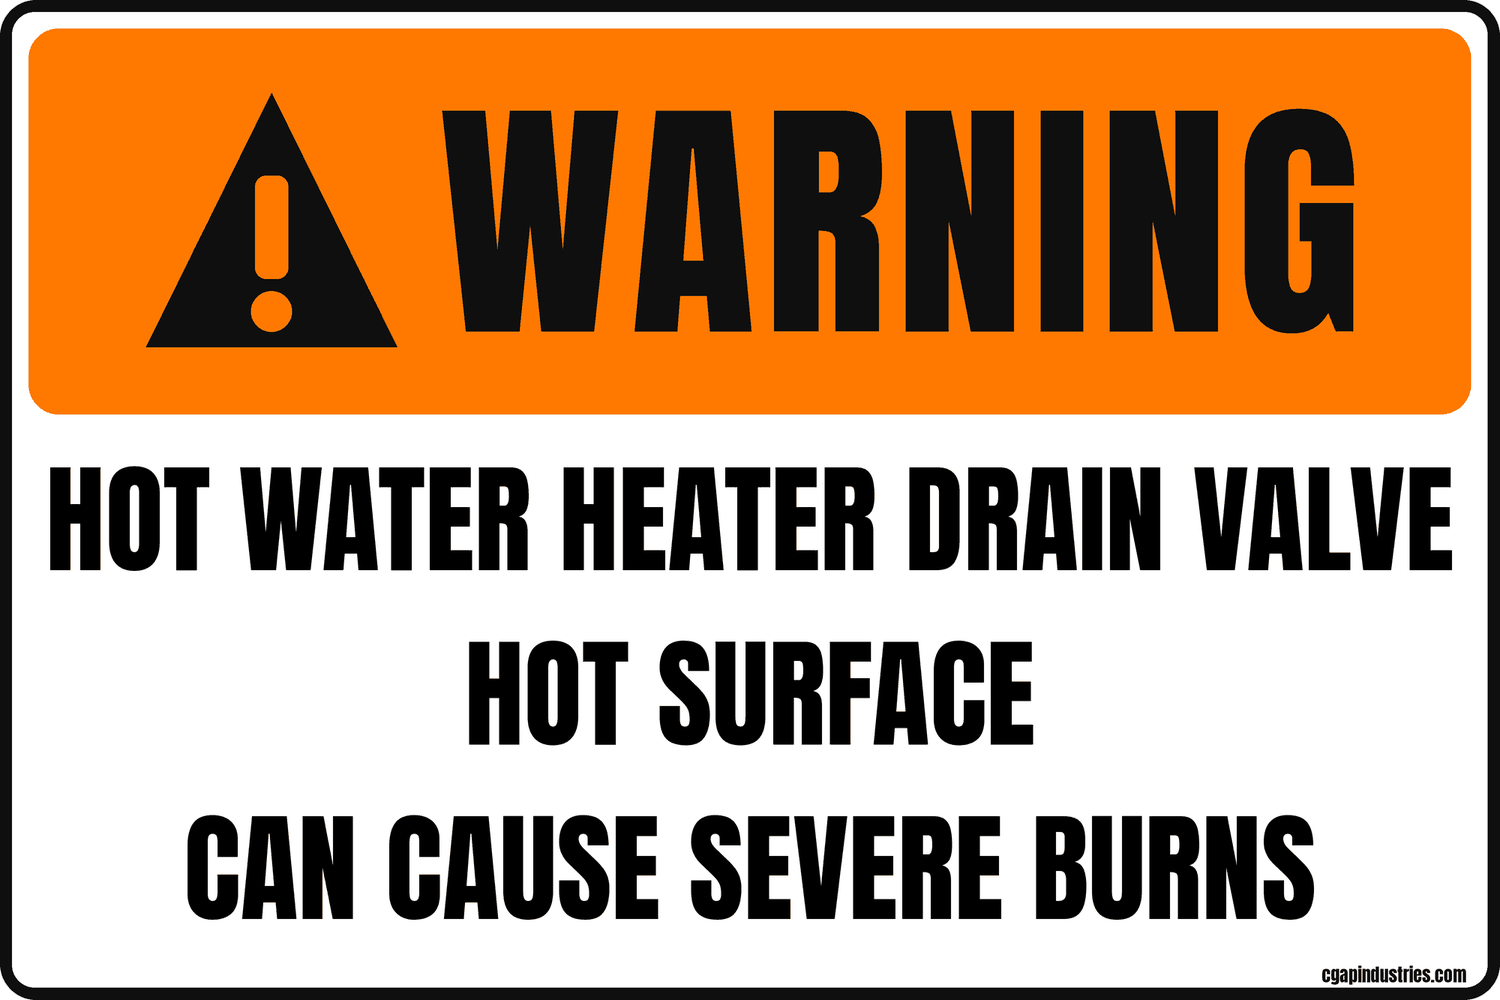 WARNING
HOT WATER HEATER DRAIN VALVE
HOT SURFACE
CAN CAUSE SEVERE BURNS
cgapindustries.com